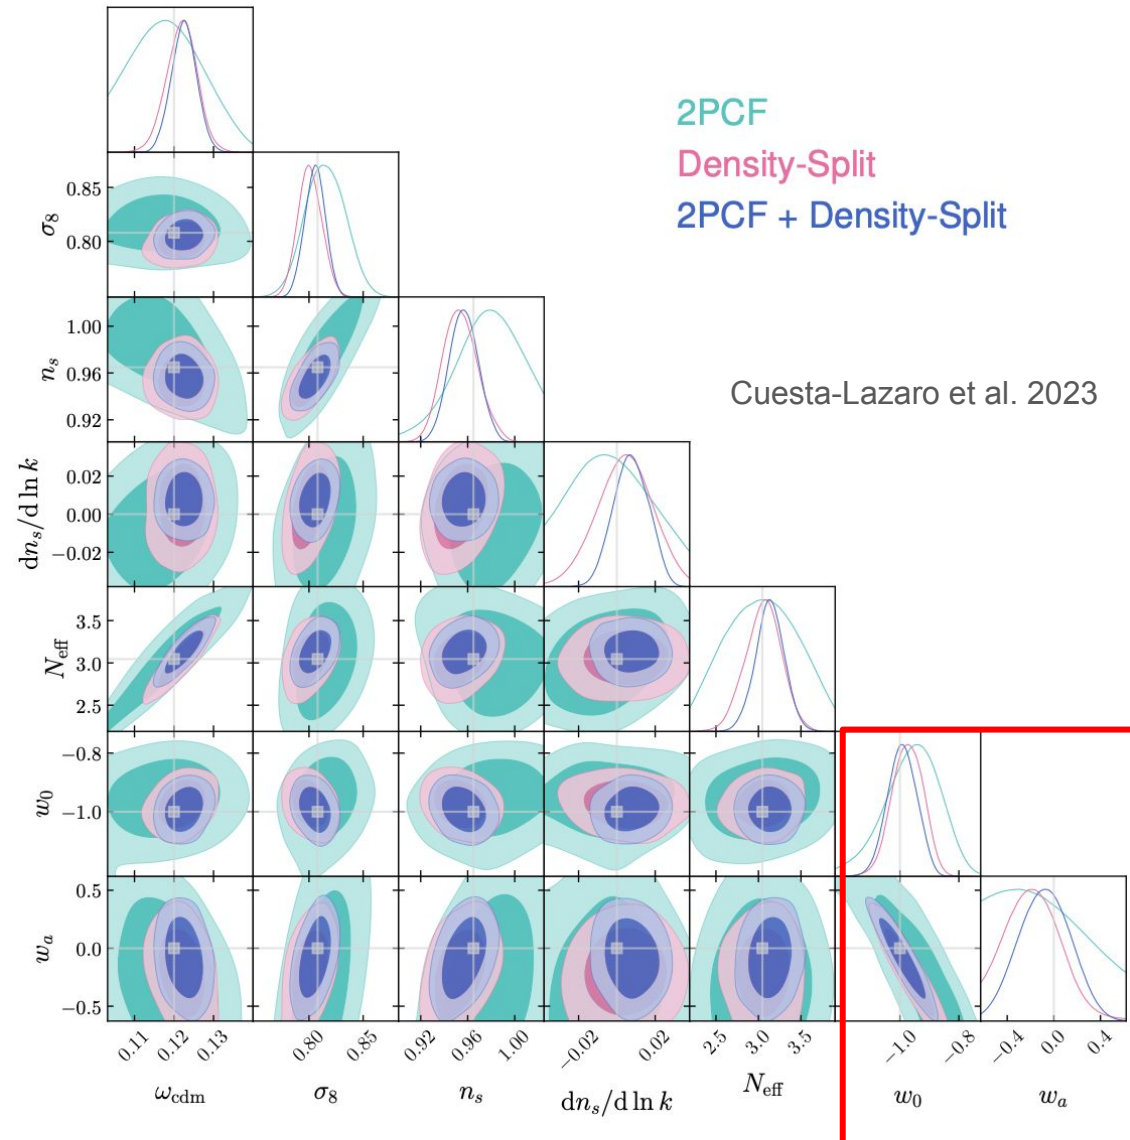 2PCF
Density-Split
2PCF + Density-Split
Cuesta-Lazaro et al. 2023
σ₈
0.85
0.80
nₛ
1.00
0.96
0.92
dnₛ/d ln k
0.02
0.00
−0.02
N_eff
3.5
3.0
2.5
w₀
−0.8
−1.0
wₐ
0.5
0.0
−0.5
0.11 0.12 0.13 0.80 0.85 0.92 0.96 1.00 −0.02 0.02 2.5 3.0 3.5 −1.0 −0.8 −0.4 0.0 0.4
ω_cdm σ₈ nₛ dnₛ/d ln k N_eff w₀ wₐ